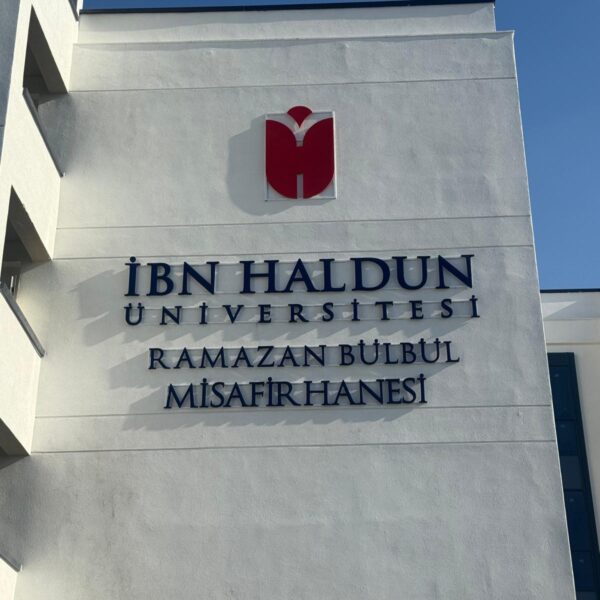 İBN HALDUN
ÜNİVERSİTESİ
RAMAZAN BÜLBÜL
MİSAFİRHANESİ